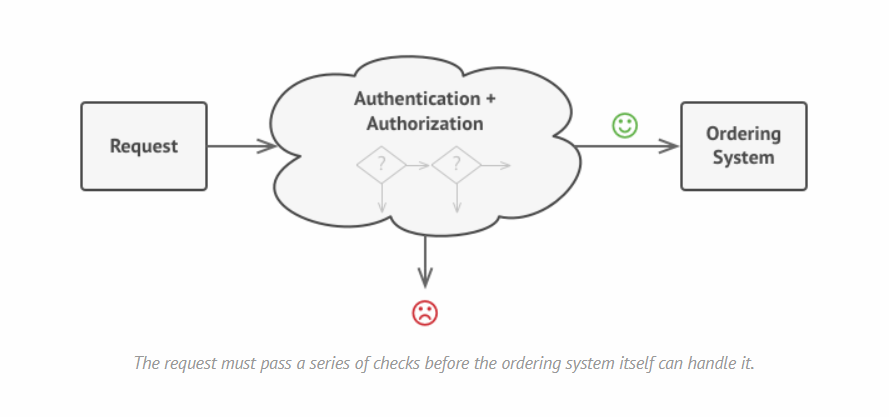 Authentication +
Authorization
Request
? ?
Ordering
System
The request must pass a series of checks before the ordering system itself can handle it.